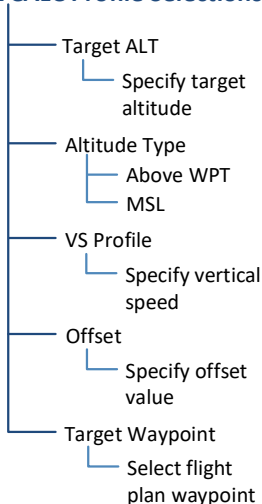 Target ALT
Specify target
altitude
Altitude Type
Above WPT
MSL
VS Profile
Specify vertical
speed
Offset
Specify offset
value
Target Waypoint
Select flight
plan waypoint